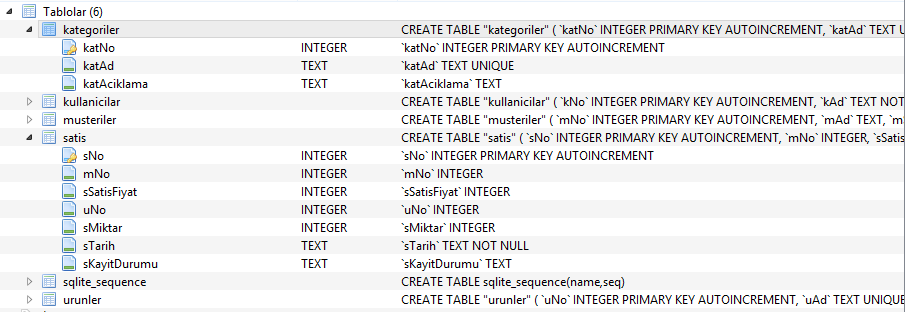 Tablolar (6)
kategoriler CREATE TABLE "kategoriler" ( `katNo` INTEGER PRIMARY KEY AUTOINCREMENT, `katAd` TEXT U
katNo INTEGER `katNo` INTEGER PRIMARY KEY AUTOINCREMENT
katAd TEXT `katAd` TEXT UNIQUE
katAciklama TEXT `katAciklama` TEXT
kullanicilar CREATE TABLE "kullanicilar" ( `kNo` INTEGER PRIMARY KEY AUTOINCREMENT, `kAd` TEXT NOT
musteriler CREATE TABLE "musteriler" ( `mNo` INTEGER PRIMARY KEY AUTOINCREMENT, `mAd` TEXT, `m
satis CREATE TABLE "satis" ( `sNo` INTEGER PRIMARY KEY AUTOINCREMENT, `mNo` INTEGER, `sSatis
sNo INTEGER `sNo` INTEGER PRIMARY KEY AUTOINCREMENT
mNo INTEGER `mNo` INTEGER
sSatisFiyat INTEGER `sSatisFiyat` INTEGER
uNo INTEGER `uNo` INTEGER
sMiktar INTEGER `sMiktar` INTEGER
sTarih TEXT `sTarih` TEXT NOT NULL
sKayitDurumu TEXT `sKayitDurumu` TEXT
sqlite_sequence CREATE TABLE sqlite_sequence(name,seq)
urunler CREATE TABLE "urunler" ( `uNo` INTEGER PRIMARY KEY AUTOINCREMENT, `uAd` TEXT UNIQUE